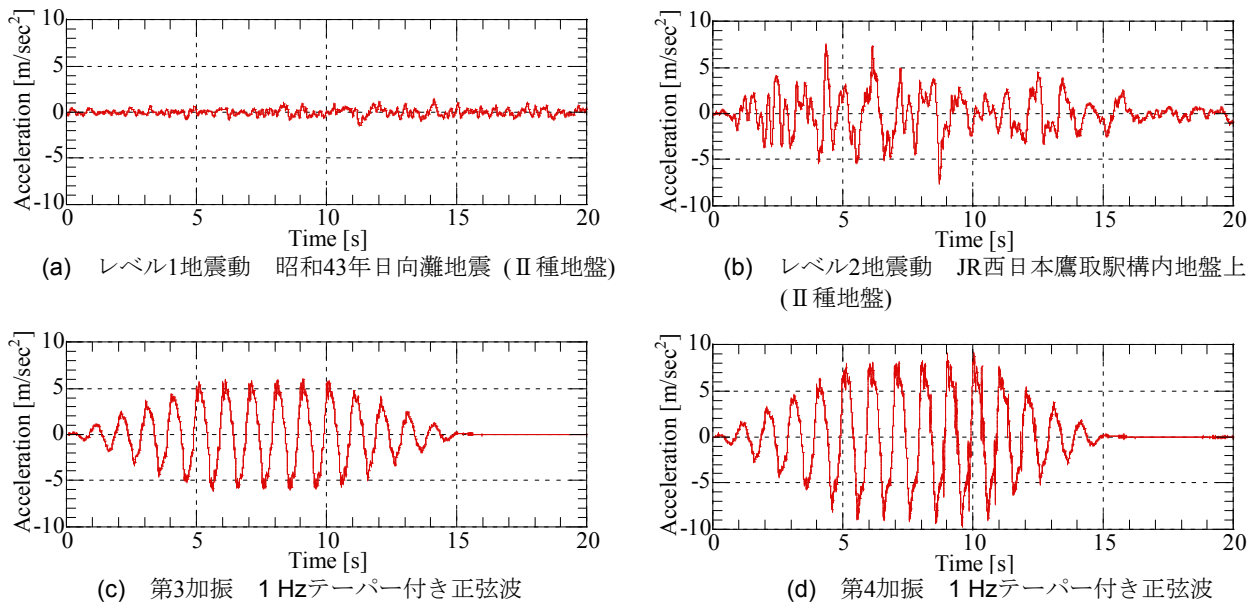 Acceleration [m/sec²]
10
5
0
-5
-10
0 5 10 15 20
Time [s]
(a) レベル1地震動 昭和43年日向灘地震 (Ⅱ種地盤)
Acceleration [m/sec²]
10
5
0
-5
-10
0 5 10 15 20
Time [s]
(b) レベル2地震動 JR西日本鷹取駅構内地盤上
(Ⅱ種地盤)
Acceleration [m/sec²]
10
5
0
-5
-10
0 5 10 15 20
Time [s]
(c) 第3加振 1 Hzテーパー付き正弦波
Acceleration [m/sec²]
10
5
0
-5
-10
0 5 10 15 20
Time [s]
(d) 第4加振 1 Hzテーパー付き正弦波